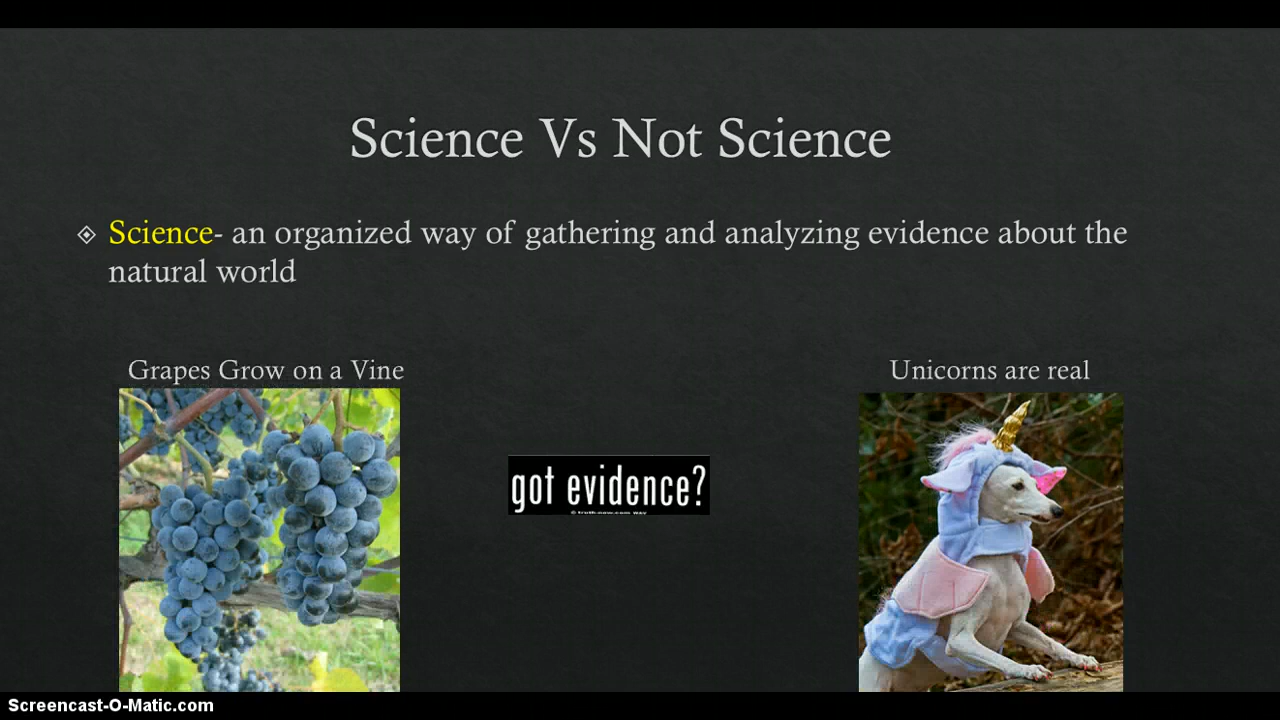 Science Vs Not Science
Science- an organized way of gathering and analyzing evidence about the
natural world
Grapes Grow on a Vine
Unicorns are real
got evidence?
Screencast-O-Matic.com